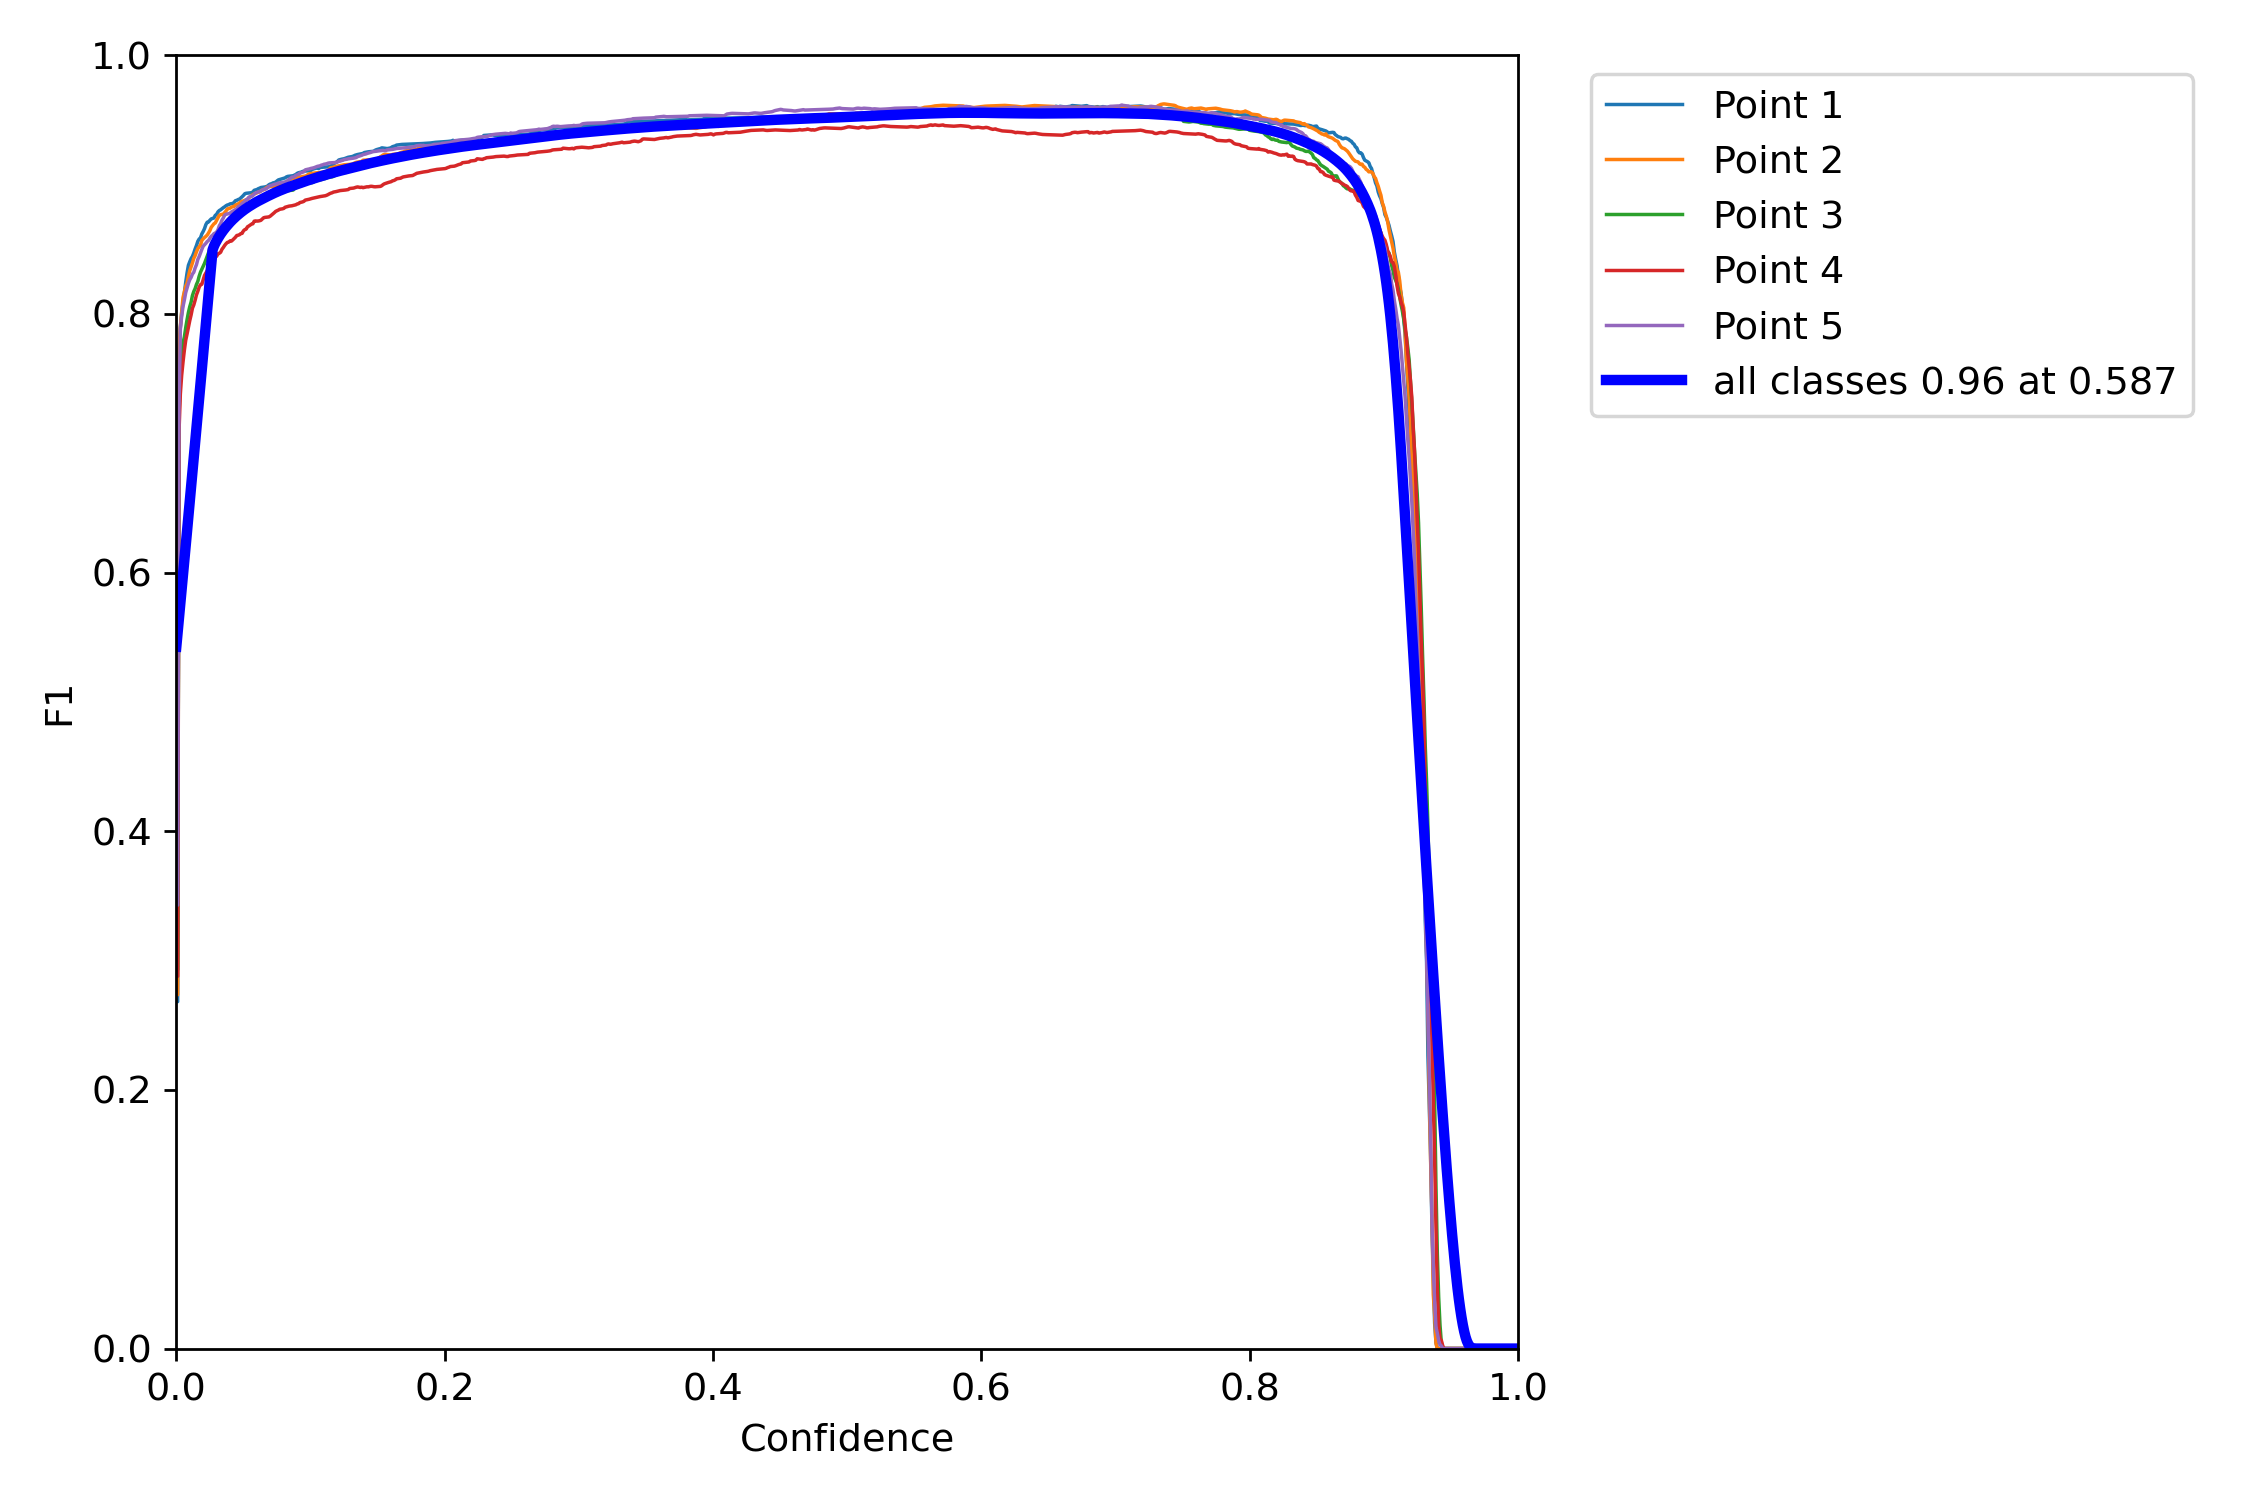 1.0
0.8
0.6
0.4
0.2
0.0
F1
0.0 0.2 0.4 0.6 0.8 1.0
Confidence
Point 1
Point 2
Point 3
Point 4
Point 5
all classes 0.96 at 0.587